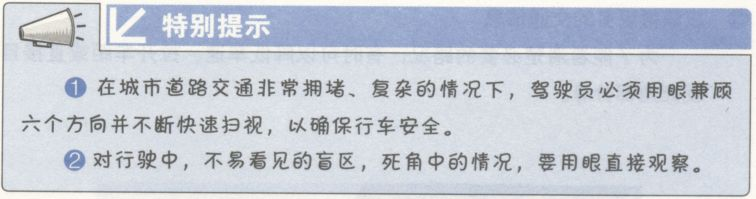 特别提示
❶ 在城市道路交通非常拥堵、复杂的情况下，驾驶员必须用眼兼顾
六个方向并不断快速扫视，以确保行车安全。
❷ 对行驶中，不易看见的盲区，死角中的情况，要用眼直接观察。